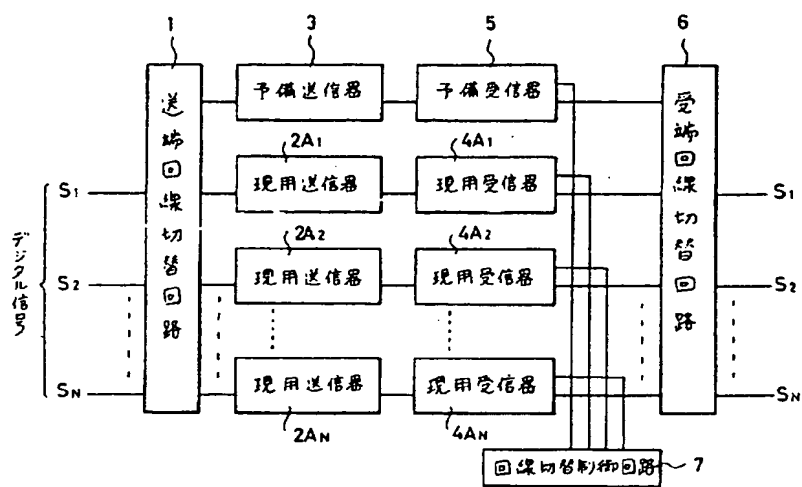 1
3
5
6
送端回線切替回路
予備送信器
予備受信器
受端回線切替回路
2A1
4A1
S1
現用送信器
現用受信器
S1
デジタル信号
2A2
4A2
S2
現用送信器
現用受信器
S2
SN
現用送信器
現用受信器
SN
2AN
4AN
回線切替制御回路
7